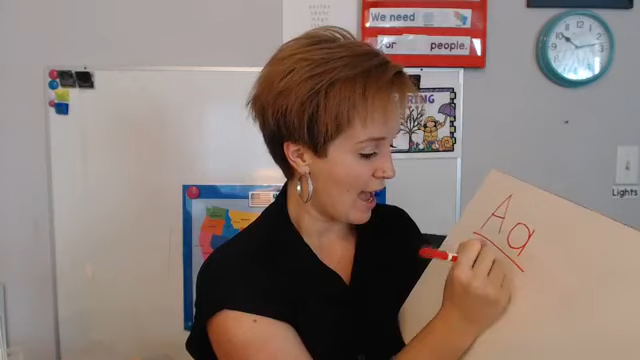 We need
for people.
SPRING
Lights
Aa